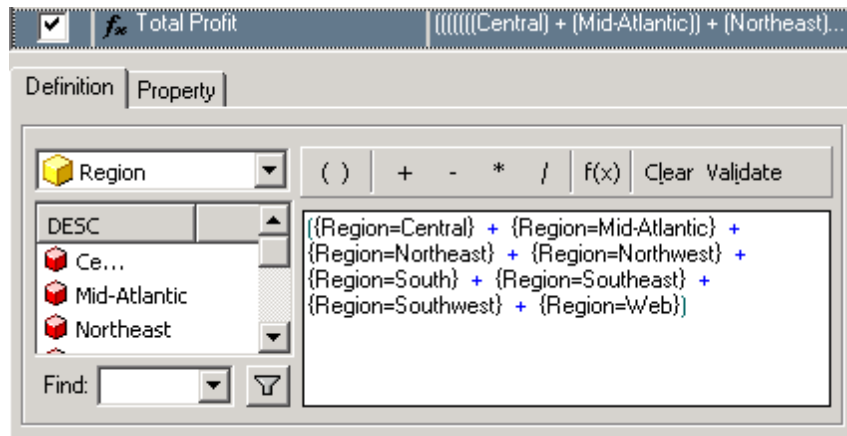 fx Total Profit (((((((Central) + (Mid-Atlantic)) + (Northeast)...
Definition Property
Region ( ) + - * / f(x) Clear Validate
DESC
Ce...
Mid-Atlantic
Northeast
Find:
({Region=Central} + {Region=Mid-Atlantic} +
{Region=Northeast} + {Region=Northwest} +
{Region=South} + {Region=Southeast} +
{Region=Southwest} + {Region=Web})